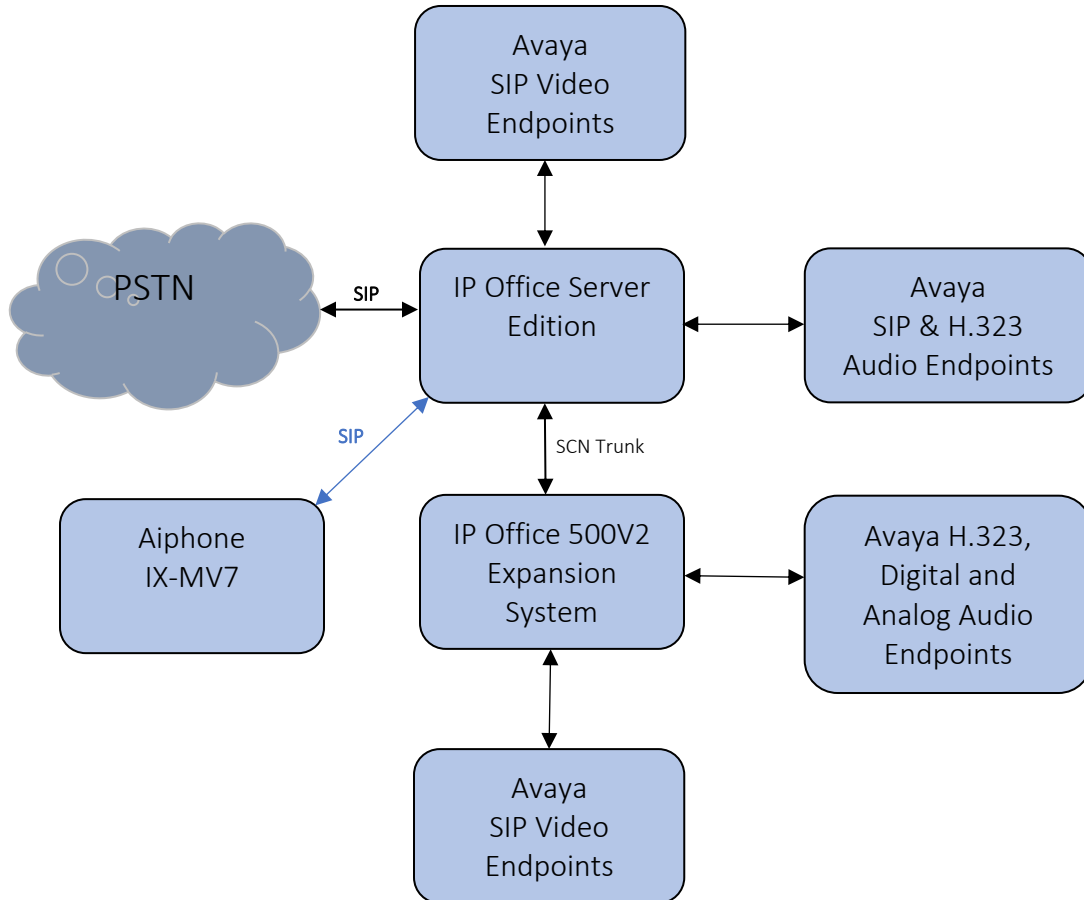 Avaya
SIP Video
Endpoints
PSTN
SIP
IP Office Server
Edition
Avaya
SIP & H.323
Audio Endpoints
SIP
SCN Trunk
Aiphone
IX-MV7
IP Office 500V2
Expansion
System
Avaya H.323,
Digital and
Analog Audio
Endpoints
Avaya
SIP Video
Endpoints